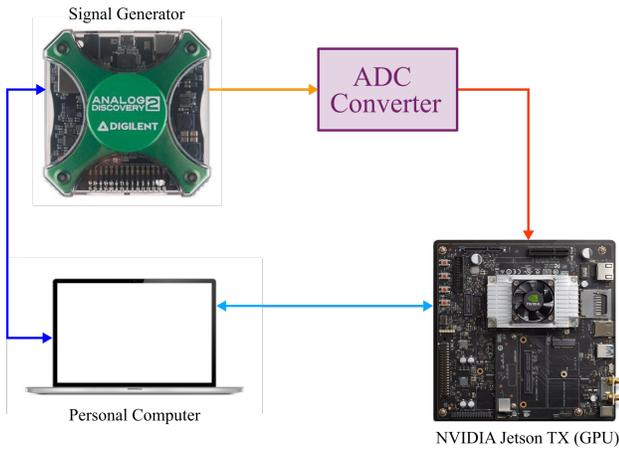 Signal Generator
ANALOG
DISCOVERY 2
DIGILENT
ADC
Converter
Personal Computer
NVIDIA Jetson TX (GPU)